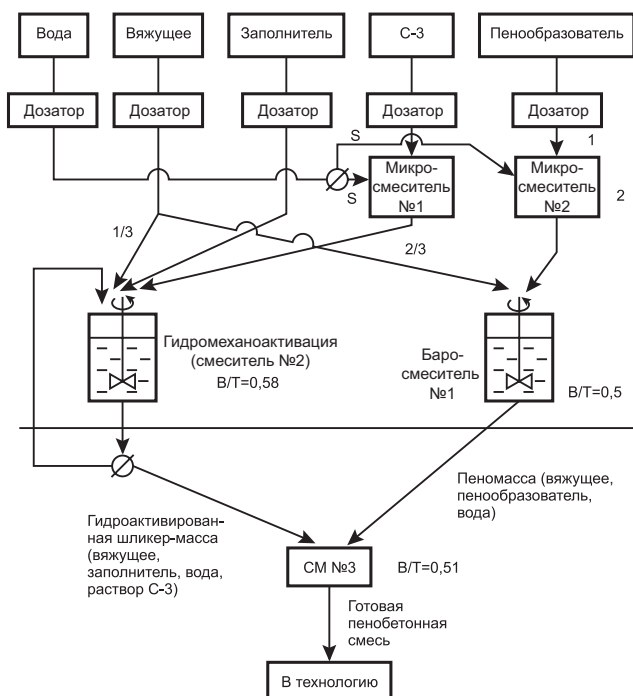 Вода
Вяжущее
Заполнитель
С-3
Пенообразователь
Дозатор
Дозатор
Дозатор
Дозатор
Дозатор
S
1
S
Микро-
смеситель
№1
Микро-
смеситель
№2
2
1/3
2/3
Гидромеханоактивация
(смеситель №2)
В/Т=0,58
Баро-
смеситель
№1
В/Т=0,5
Пеномасса (вяжущее,
пенообразователь,
вода)
Гидроактивирован-
ная шликер-масса
(вяжущее,
заполнитель, вода,
раствор С-3)
СМ №3
В/Т=0,51
Готовая
пенобетонная
смесь
В технологию